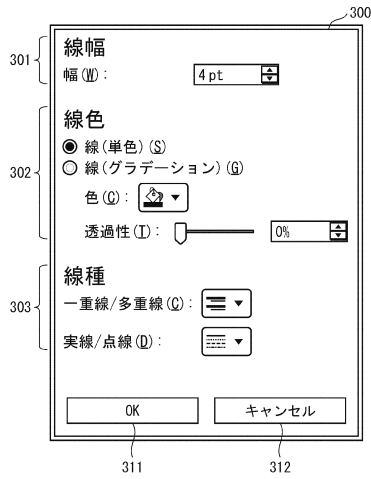 300
301
線幅
幅(W):
4pt
302
線色
線(単色)(S)
線(グラデーション)(G)
色(C):
透過性(T):
0%
303
線種
一重線/多重線(C):
実線/点線(D):
OK
キャンセル
311
312